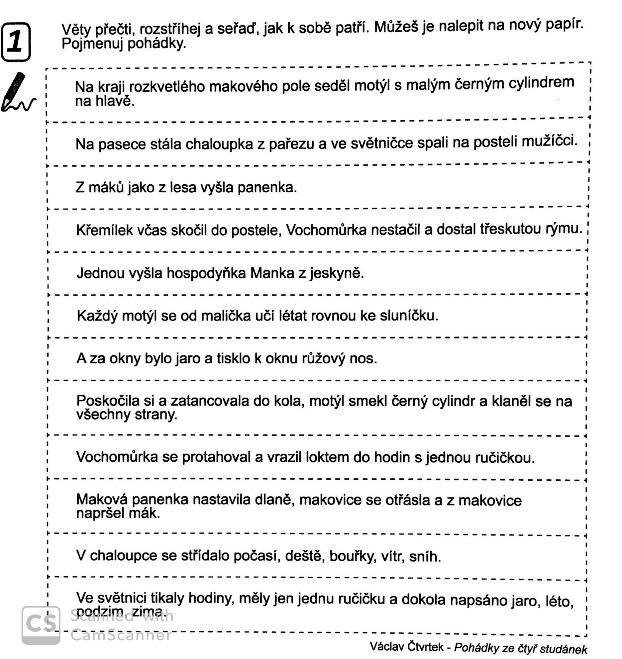 1
Věty přečti, rozstříhej a seřaď, jak k sobě patří. Můžeš je nalepit na nový papír.
Pojmenuj pohádky.
Na kraji rozkvetlého makového pole seděl motýl s malým černým cylindrem
na hlavě.
Na pasece stála chaloupka z pařezu a ve světničce spali na posteli mužíčci.
Z máků jako z lesa vyšla panenka.
Křemílek včas skočil do postele, Vochomůrka nestačil a dostal třeskutou rýmu.
Jednou vyšla hospodyňka Manka z jeskyně.
Každý motýl se od malička učí létat rovnou ke sluníčku.
A za okny bylo jaro a tisklo k oknu růžový nos.
Poskočila si a zatancovala do kola, motýl smekl černý cylindr a klaněl se na
všechny strany.
Vochomůrka se protahoval a vrazil loktem do hodin s jednou ručičkou.
Maková panenka nastavila dlaně, makovice se otřásla a z makovice
napršel mák.
V chaloupce se střídalo počasí, deště, bouřky, vítr, sníh.
Ve světnici tikaly hodiny, měly jen jednu ručičku a dokola napsáno jaro, léto,
podzim, zima.
CS Scanned with
CamScanner
Václav Čtvrtek - Pohádky ze čtyř studánek